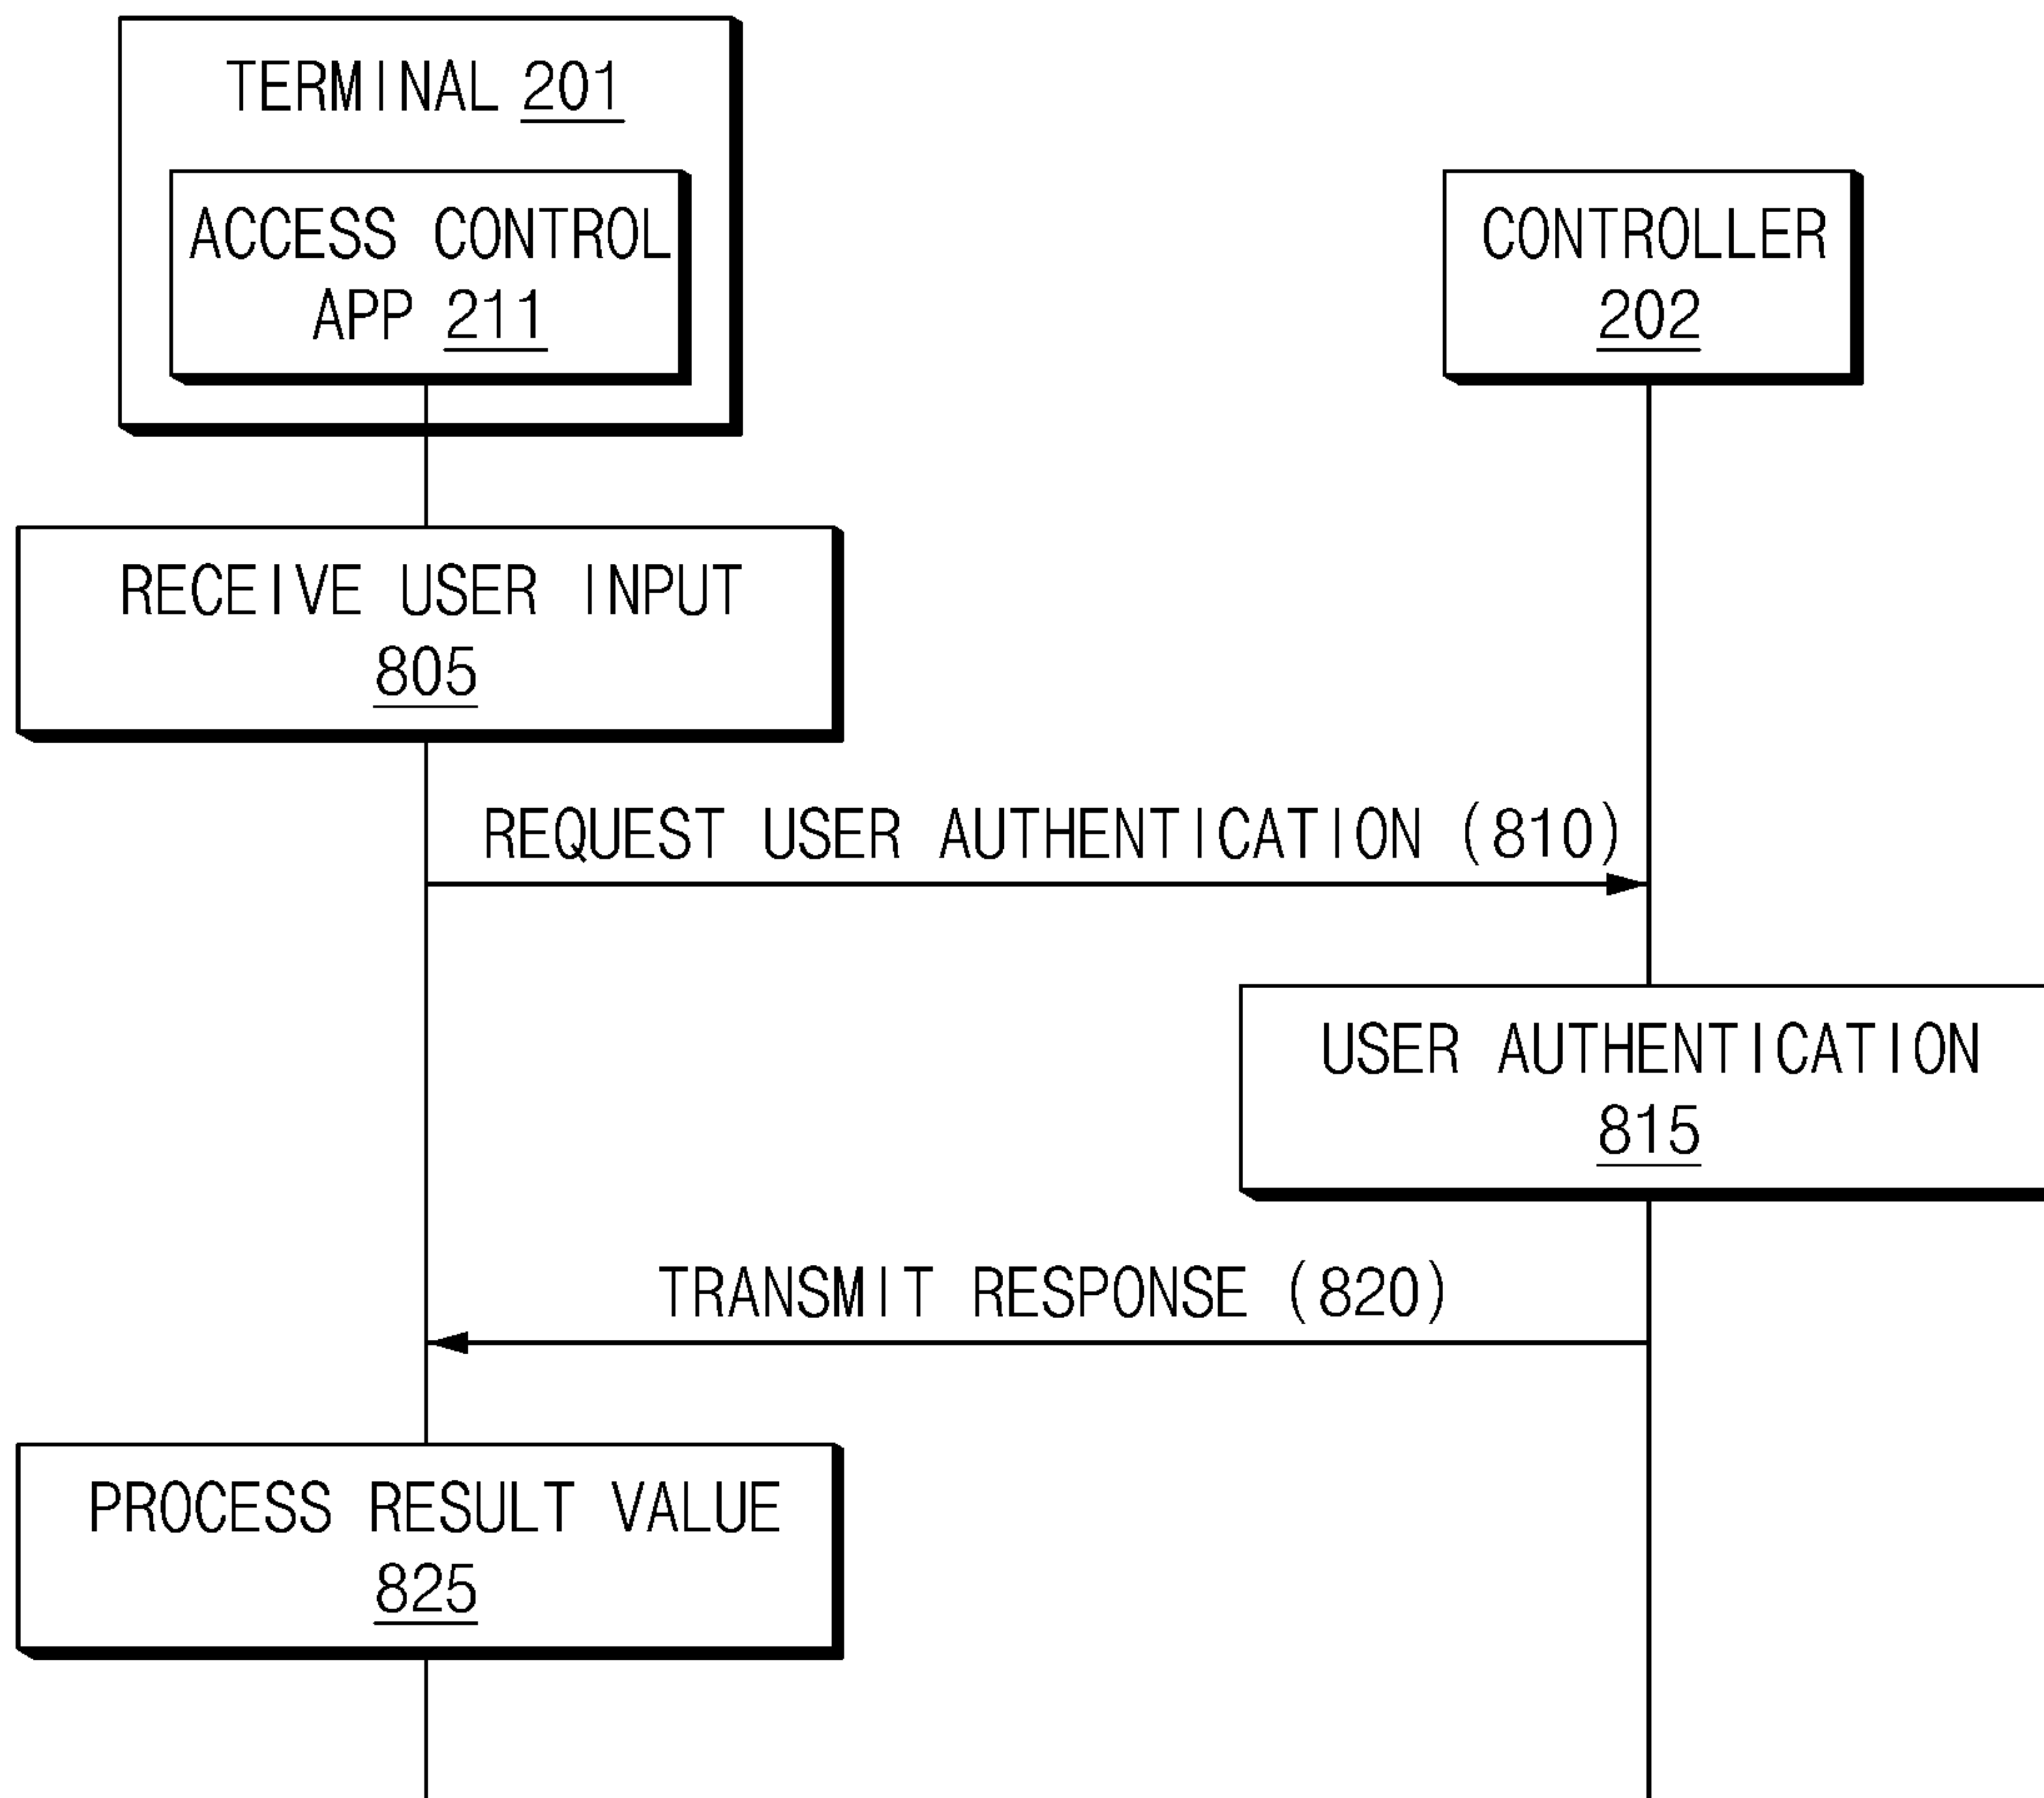 TERMINAL 201
ACCESS CONTROL
APP 211
CONTROLLER
202
RECEIVE USER INPUT
805
REQUEST USER AUTHENTICATION (810)
USER AUTHENTICATION
815
TRANSMIT RESPONSE (820)
PROCESS RESULT VALUE
825